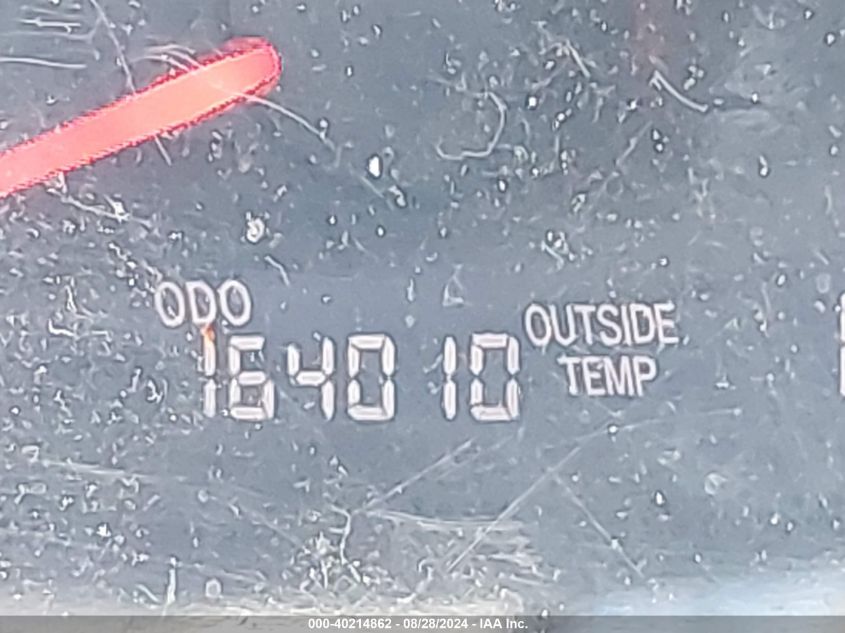 ODO
164010
OUTSIDE
TEMP
000-40214862 - 08/28/2024 - IAA Inc.